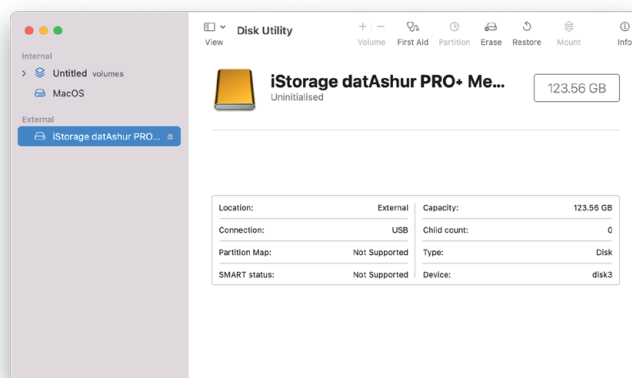 Disk Utility
View
Volume
First Aid
Partition
Erase
Restore
Mount
Info
Internal
Untitled volumes
MacOS
External
iStorage datAshur PRO...
iStorage datAshur PRO+ Me...
Uninitialised
123.56 GB
Location: External
Capacity: 123.56 GB
Connection: USB
Child count: 0
Partition Map: Not Supported
Type: Disk
SMART status: Not Supported
Device: disk3